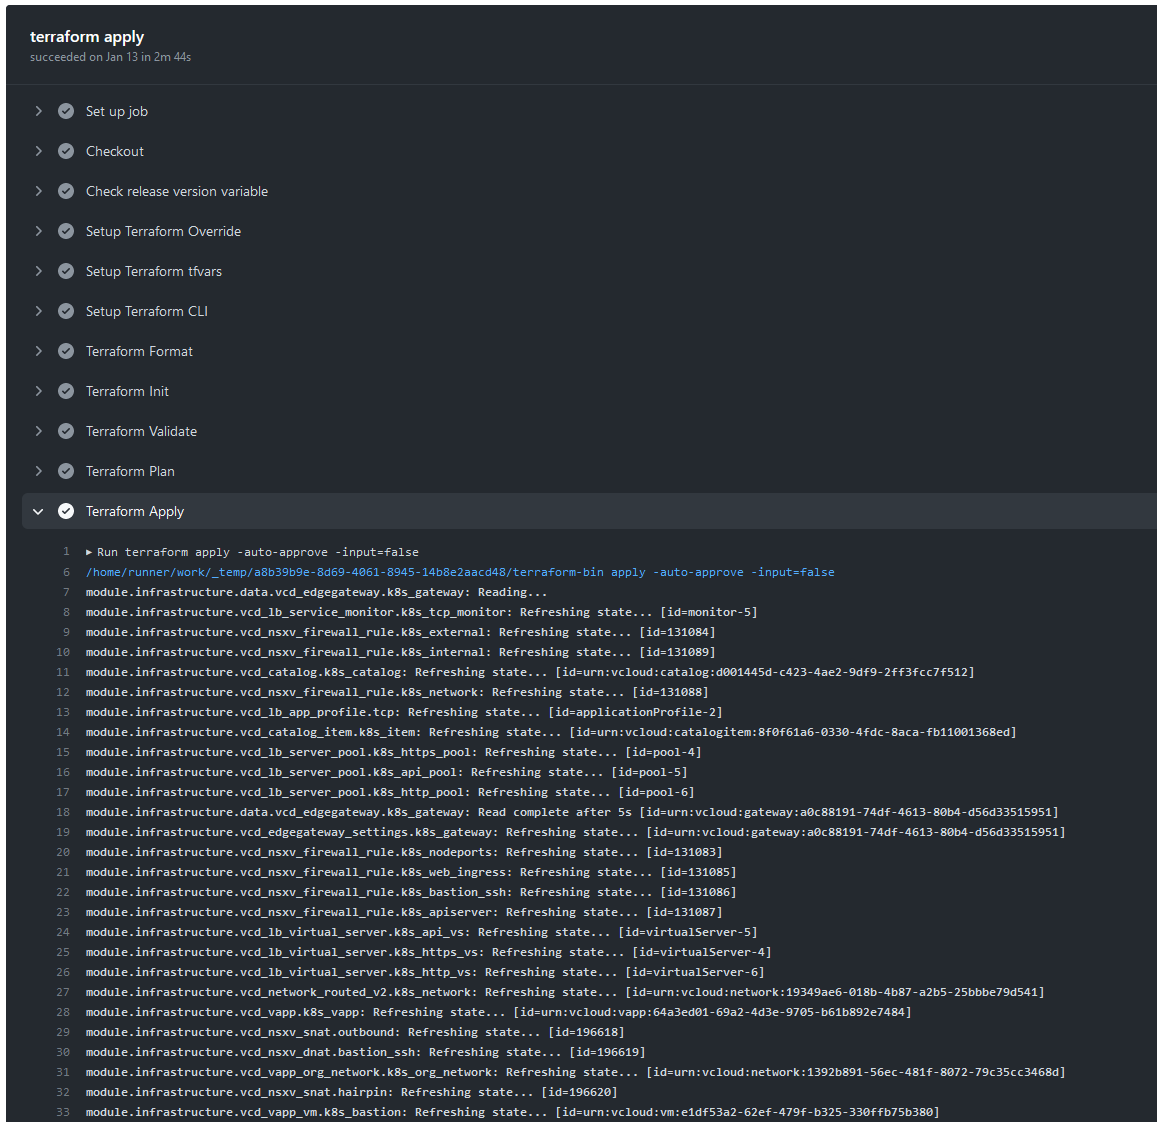 terraform apply
succeeded on Jan 13 in 2m 44s
Set up job
Checkout
Check release version variable
Setup Terraform Override
Setup Terraform tfvars
Setup Terraform CLI
Terraform Format
Terraform Init
Terraform Validate
Terraform Plan
Terraform Apply
1 ▶ Run terraform apply -auto-approve -input=false
6 /home/runner/work/_temp/a8b39b9e-8d69-4061-8945-14b8e2aacd48/terraform-bin apply -auto-approve -input=false
7 module.infrastructure.data.vcd_edgegateway.k8s_gateway: Reading...
8 module.infrastructure.vcd_lb_service_monitor.k8s_tcp_monitor: Refreshing state... [id=monitor-5]
9 module.infrastructure.vcd_nsxv_firewall_rule.k8s_external: Refreshing state... [id=131084]
10 module.infrastructure.vcd_nsxv_firewall_rule.k8s_internal: Refreshing state... [id=131089]
11 module.infrastructure.vcd_catalog.k8s_catalog: Refreshing state... [id=urn:vcloud:catalog:d001445d-c423-4ae2-9df9-2ff3fcc7f512]
12 module.infrastructure.vcd_nsxv_firewall_rule.k8s_network: Refreshing state... [id=131088]
13 module.infrastructure.vcd_lb_app_profile.tcp: Refreshing state... [id=applicationProfile-2]
14 module.infrastructure.vcd_catalog_item.k8s_item: Refreshing state... [id=urn:vcloud:catalogitem:8f0f61a6-0330-4fdc-8aca-fb11001368ed]
15 module.infrastructure.vcd_lb_server_pool.k8s_https_pool: Refreshing state... [id=pool-4]
16 module.infrastructure.vcd_lb_server_pool.k8s_api_pool: Refreshing state... [id=pool-5]
17 module.infrastructure.vcd_lb_server_pool.k8s_http_pool: Refreshing state... [id=pool-6]
18 module.infrastructure.data.vcd_edgegateway.k8s_gateway: Read complete after 5s [id=urn:vcloud:gateway:a0c88191-74df-4613-80b4-d56d33515951]
19 module.infrastructure.vcd_edgegateway_settings.k8s_gateway: Refreshing state... [id=urn:vcloud:gateway:a0c88191-74df-4613-80b4-d56d33515951]
20 module.infrastructure.vcd_nsxv_firewall_rule.k8s_nodeports: Refreshing state... [id=131083]
21 module.infrastructure.vcd_nsxv_firewall_rule.k8s_web_ingress: Refreshing state... [id=131085]
22 module.infrastructure.vcd_nsxv_firewall_rule.k8s_bastion_ssh: Refreshing state... [id=131086]
23 module.infrastructure.vcd_nsxv_firewall_rule.k8s_apiserver: Refreshing state... [id=131087]
24 module.infrastructure.vcd_lb_virtual_server.k8s_api_vs: Refreshing state... [id=virtualServer-5]
25 module.infrastructure.vcd_lb_virtual_server.k8s_https_vs: Refreshing state... [id=virtualServer-4]
26 module.infrastructure.vcd_lb_virtual_server.k8s_http_vs: Refreshing state... [id=virtualServer-6]
27 module.infrastructure.vcd_network_routed_v2.k8s_network: Refreshing state... [id=urn:vcloud:network:19349ae6-018b-4b87-a2b5-25bbbe79d541]
28 module.infrastructure.vcd_vapp.k8s_vapp: Refreshing state... [id=urn:vcloud:vapp:64a3ed01-69a2-4d3e-9705-b61b892e7484]
29 module.infrastructure.vcd_nsxv_snat.outbound: Refreshing state... [id=196618]
30 module.infrastructure.vcd_nsxv_dnat.bastion_ssh: Refreshing state... [id=196619]
31 module.infrastructure.vcd_vapp_org_network.k8s_org_network: Refreshing state... [id=urn:vcloud:network:1392b891-56ec-481f-8072-79c35cc3468d]
32 module.infrastructure.vcd_nsxv_snat.hairpin: Refreshing state... [id=196620]
33 module.infrastructure.vcd_vapp_vm.k8s_bastion: Refreshing state... [id=urn:vcloud:vm:e1df53a2-62ef-479f-b325-330ffb75b380]